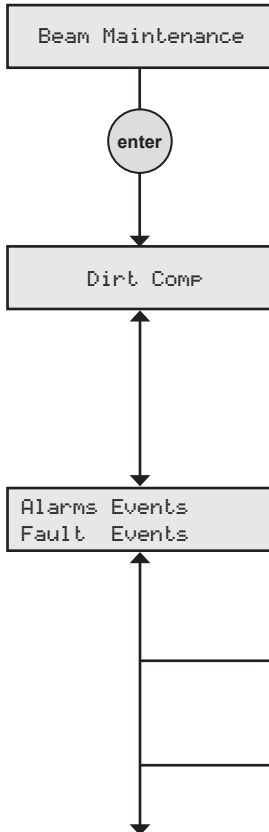 Beam Maintenance
enter
Dirt Comp
Alarms Events
Fault Events